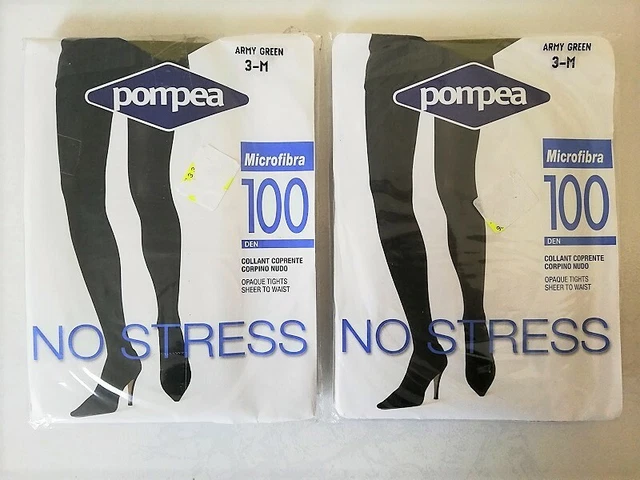 ARMY GREEN
3-M
pompea
Microfibra
100
DEN
COLLANT COPRENTE
CORPINO NUDO
OPAQUE TIGHTS
SHEER TO WAIST
NO STRESS
ARMY GREEN
3-M
pompea
Microfibra
100
DEN
COLLANT COPRENTE
CORPINO NUDO
OPAQUE TIGHTS
SHEER TO WAIST
NO STRESS